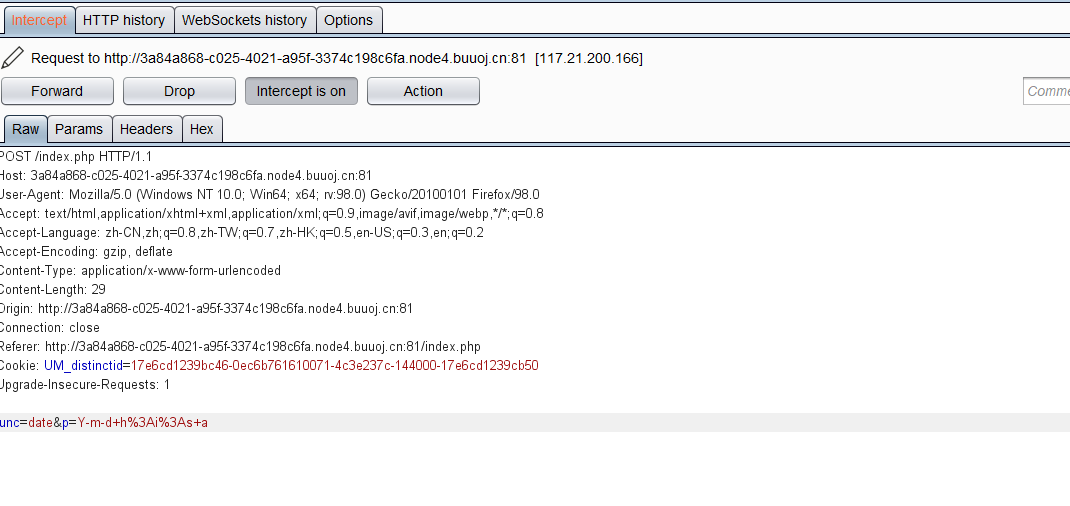 Intercept HTTP history WebSockets history Options
Request to http://3a84a868-c025-4021-a95f-3374c198c6fa.node4.buuoj.cn:81 [117.21.200.166]
Forward Drop Intercept is on Action Comme
Raw Params Headers Hex
POST /index.php HTTP/1.1
Host: 3a84a868-c025-4021-a95f-3374c198c6fa.node4.buuoj.cn:81
User-Agent: Mozilla/5.0 (Windows NT 10.0; Win64; x64; rv:98.0) Gecko/20100101 Firefox/98.0
Accept: text/html,application/xhtml+xml,application/xml;q=0.9,image/avif,image/webp,*/*;q=0.8
Accept-Language: zh-CN,zh;q=0.8,zh-TW;q=0.7,zh-HK;q=0.5,en-US;q=0.3,en;q=0.2
Accept-Encoding: gzip, deflate
Content-Type: application/x-www-form-urlencoded
Content-Length: 29
Origin: http://3a84a868-c025-4021-a95f-3374c198c6fa.node4.buuoj.cn:81
Connection: close
Referer: http://3a84a868-c025-4021-a95f-3374c198c6fa.node4.buuoj.cn:81/index.php
Cookie: UM_distinctid=17e6cd1239bc46-0ec6b761610071-4c3e237c-144000-17e6cd1239cb50
Upgrade-Insecure-Requests: 1
unc=date&p=Y-m-d+h%3Ai%3As+a